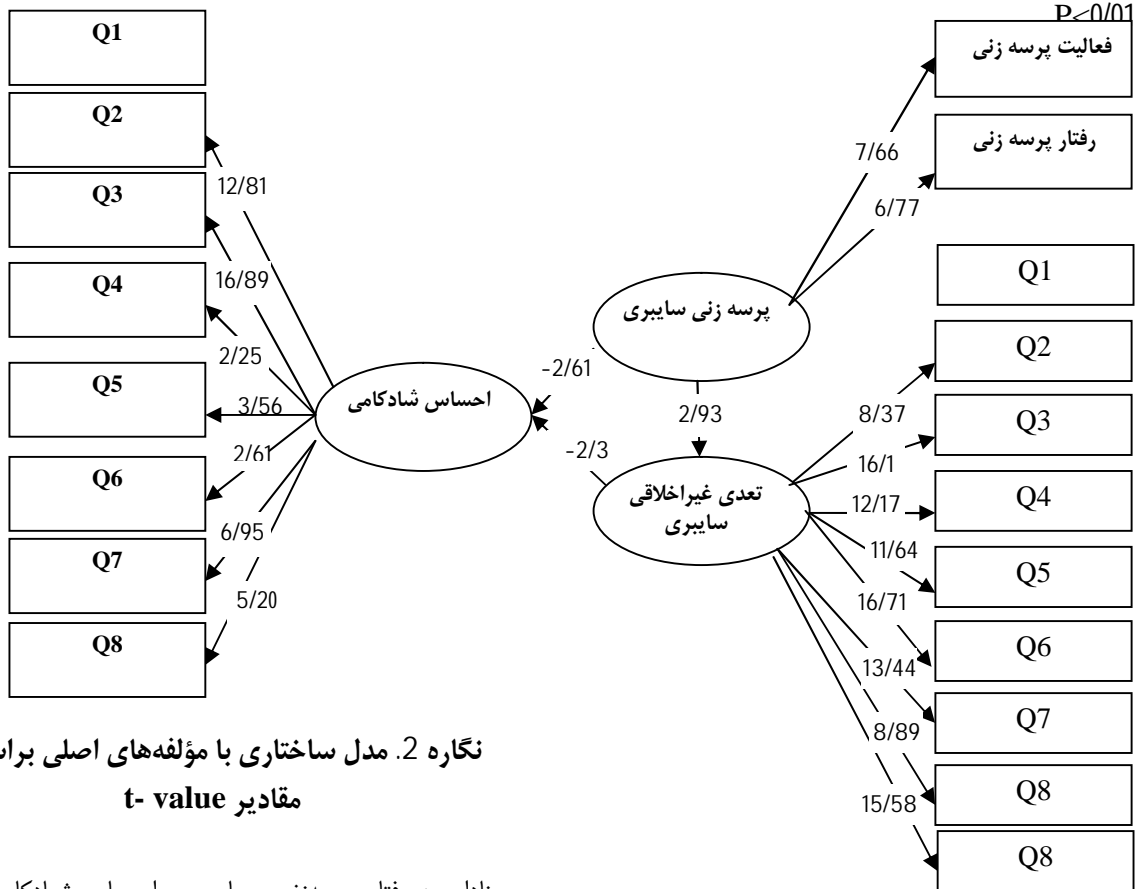 P<0/01
فعالیت پرسه زنی
رفتار پرسه زنی
7/66
6/77
Q1
Q2
Q3
Q4
Q5
Q6
Q7
Q8
12/81
16/89
2/25
3/56
2/61
6/95
5/20
احساس شادکامی
پرسه زنی سایبری
-2/61
2/93
-2/3
تعدی غیراخلاقی
سایبری
8/37
16/1
12/17
11/64
16/71
13/44
8/89
15/58
Q1
Q2
Q3
Q4
Q5
Q6
Q7
Q8
Q8
نگاره 2. مدل ساختاری با مؤلفه‌های اصلی
مقادیر t- value